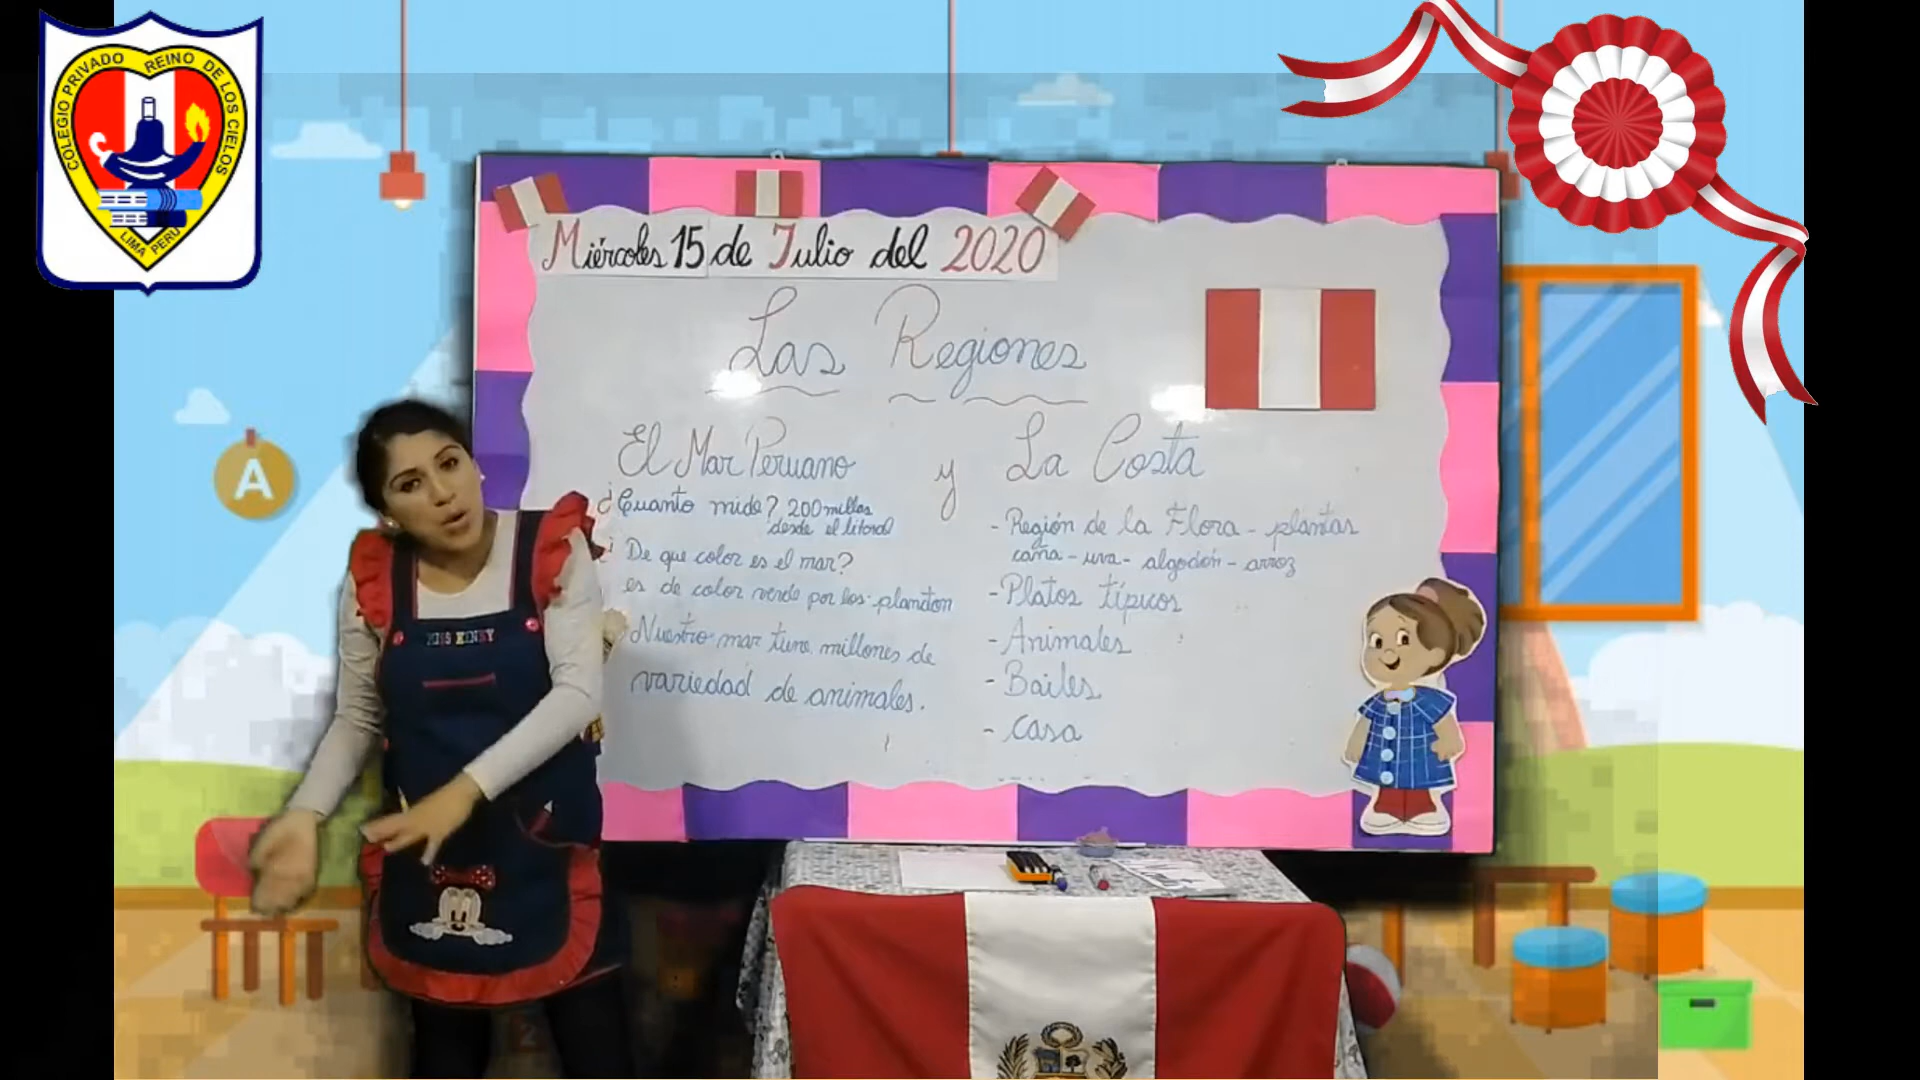 COLEGIO PRIVADO REINO DE LOS CIELOS
LIMA PERU
Miércoles 15 de Julio del 2020
Las Regiones
El Mar Peruano y La Costa
¿Cuanto mide? 200 millas
desde el litoral
¿De que color es el mar?
es de color verde por los plancton
Nuestro mar tiene millones de
variedad de animales.
- Región de la Flora - plantas
caña - uva - algodón - arroz
- Platos típicos
- Animales
- Bailes
- casa
A
MISS KINBY